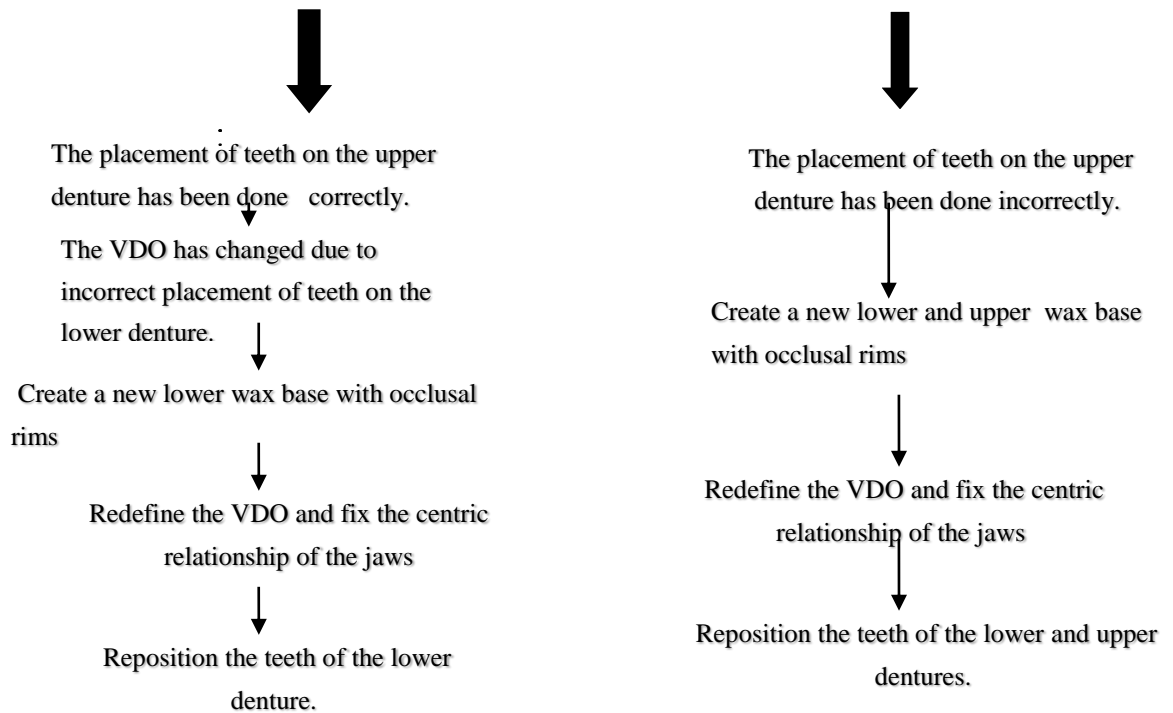 The placement of teeth on the upper
denture has been done correctly.
The VDO has changed due to
incorrect placement of teeth on the
lower denture.
Create a new lower wax base with occlusal
rims
Redefine the VDO and fix the centric
relationship of the jaws
Reposition the teeth of the lower
denture.
The placement of teeth on the upper
denture has been done incorrectly.
Create a new lower and upper wax base
with occlusal rims
Redefine the VDO and fix the centric
relationship of the jaws
Reposition the teeth of the lower and upper
dentures.